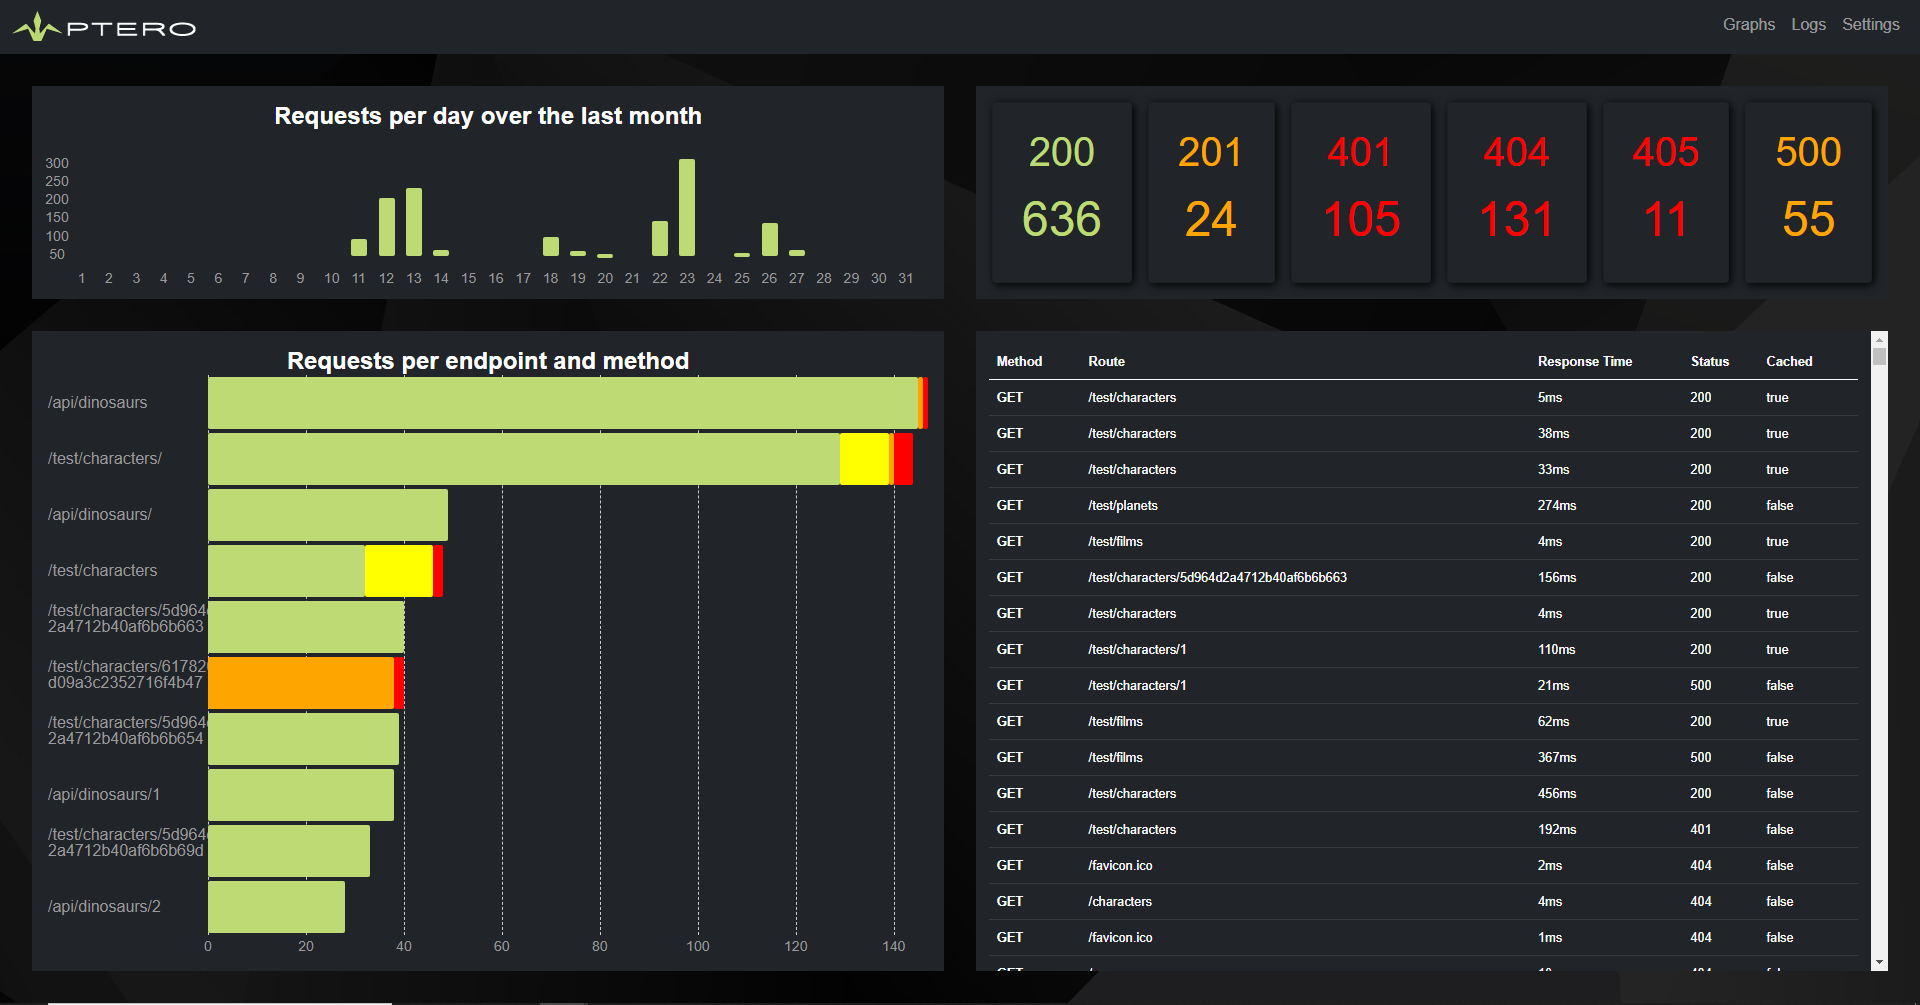 PTERO
Graphs Logs Settings
Requests per day over the last month
300
250
200
150
100
50
1 2 3 4 5 6 7 8 9 10 11 12 13 14 15 16 17 18 19 20 21 22 23 24 25 26 27 28 29 30 31
200 201 401 404 405 500
636 24 105 131 11 55
Requests per endpoint and method
/api/dinosaurs
/test/characters/
/api/dinosaurs/
/test/characters
/test/characters/5d964
2a4712b40af6b6b663
/test/characters/61782
d09a3c2352716f4b47
/test/characters/5d964
2a4712b40af6b6b654
/api/dinosaurs/1
/test/characters/5d964
2a4712b40af6b6b69d
/api/dinosaurs/2
0 20 40 60 80 100 120 140
Method Route Response Time Status Cached
GET /test/characters 5ms 200 true
GET /test/characters 38ms 200 true
GET /test/characters 33ms 200 true
GET /test/planets 274ms 200 false
GET /test/films 4ms 200 true
GET /test/characters/5d964d2a4712b40af6b6b663 156ms 200 false
GET /test/characters 4ms 200 true
GET /test/characters/1 110ms 200 true
GET /test/characters/1 21ms 500 false
GET /test/films 62ms 200 true
GET /test/films 367ms 500 false
GET /test/characters 456ms 200 false
GET /test/characters 192ms 401 false
GET /favicon.ico 2ms 404 false
GET /characters 4ms 404 false
GET /favicon.ico 1ms 404 false